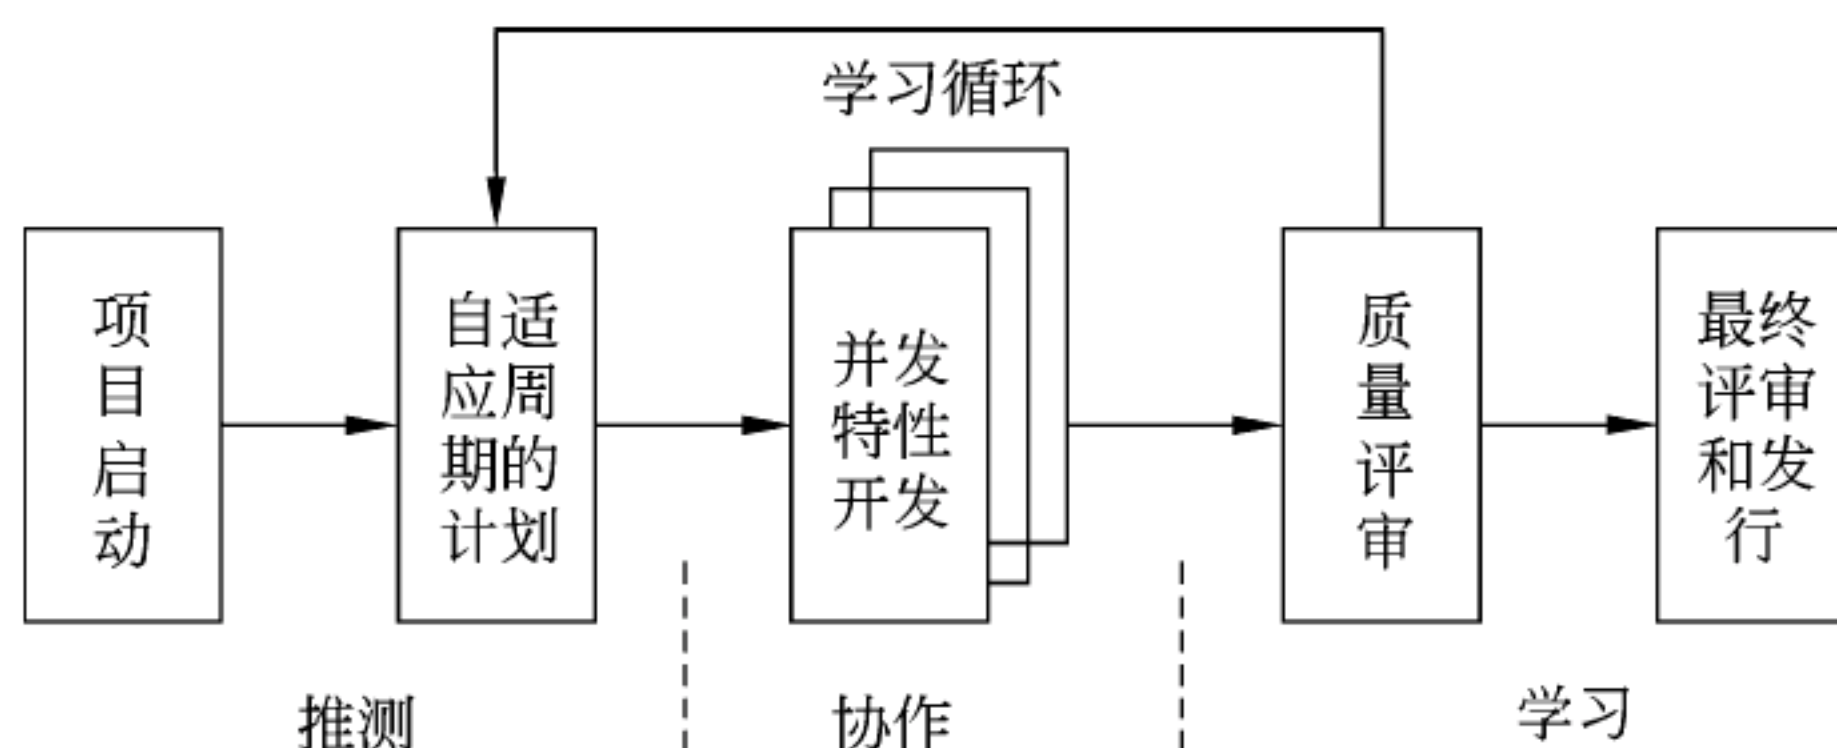 学习循环
项
目
启
动
自适
应周
期的
计划
并发
特性
开发
质
量
评
审
最终
评审
和发
行
推测
协作
学习